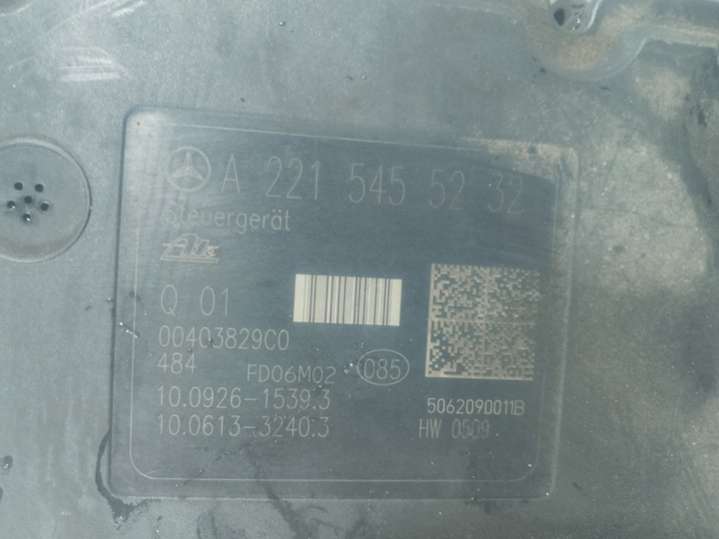 A 221 545 52 32
Steuergerät
Ate
Q 01
00403829C0
484
FD06M02
085
10.0926-1539.3
10.0613-3240.3
5062090011B
HW 0509